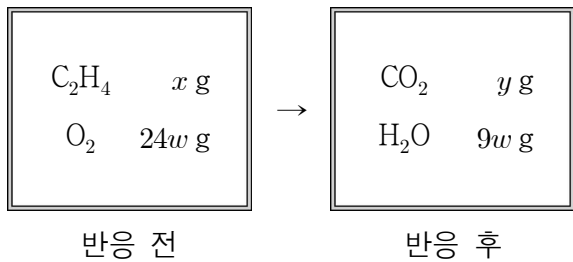 C₂H₄ x g
O₂ 24w g
→
CO₂ y g
H₂O 9w g
반응 전
반응 후